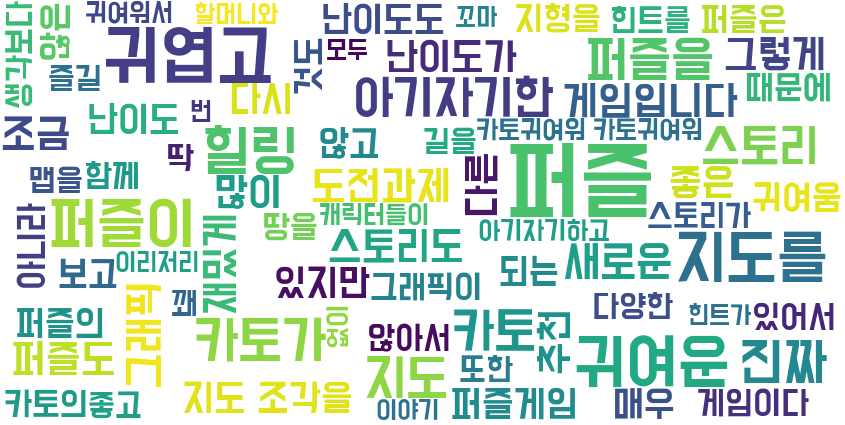 귀여워서 할머니와 난이도도 꼬마 지형을 힌트를 퍼즐은
생각보다 않은 귀엽고 것도 모두 난이도가 퍼즐을 그렇게
즐길 난이도 번 다시 아기자기한 게임입니다 때문에
조금 딱 힐링 않고 길을 카토귀여워 카토귀여워 스토리
맵을 함께 많이 도전과제 다른 퍼즐 좋은 귀여움
아니라 퍼즐이 재밌게 땅을 캐릭터들이 스토리도 아기자기하고 스토리가 지도를
보고 이리저리 있지만 그래픽이 되는 새로운
퍼즐의 그래픽 꽤 카토가 없이 않아서 카토 추천 다양한 힌트가 있어서
퍼즐도 지도 또한 귀여운 진짜
카토의좋고 지도 조각을 이야기 퍼즐게임 매우 게임이다